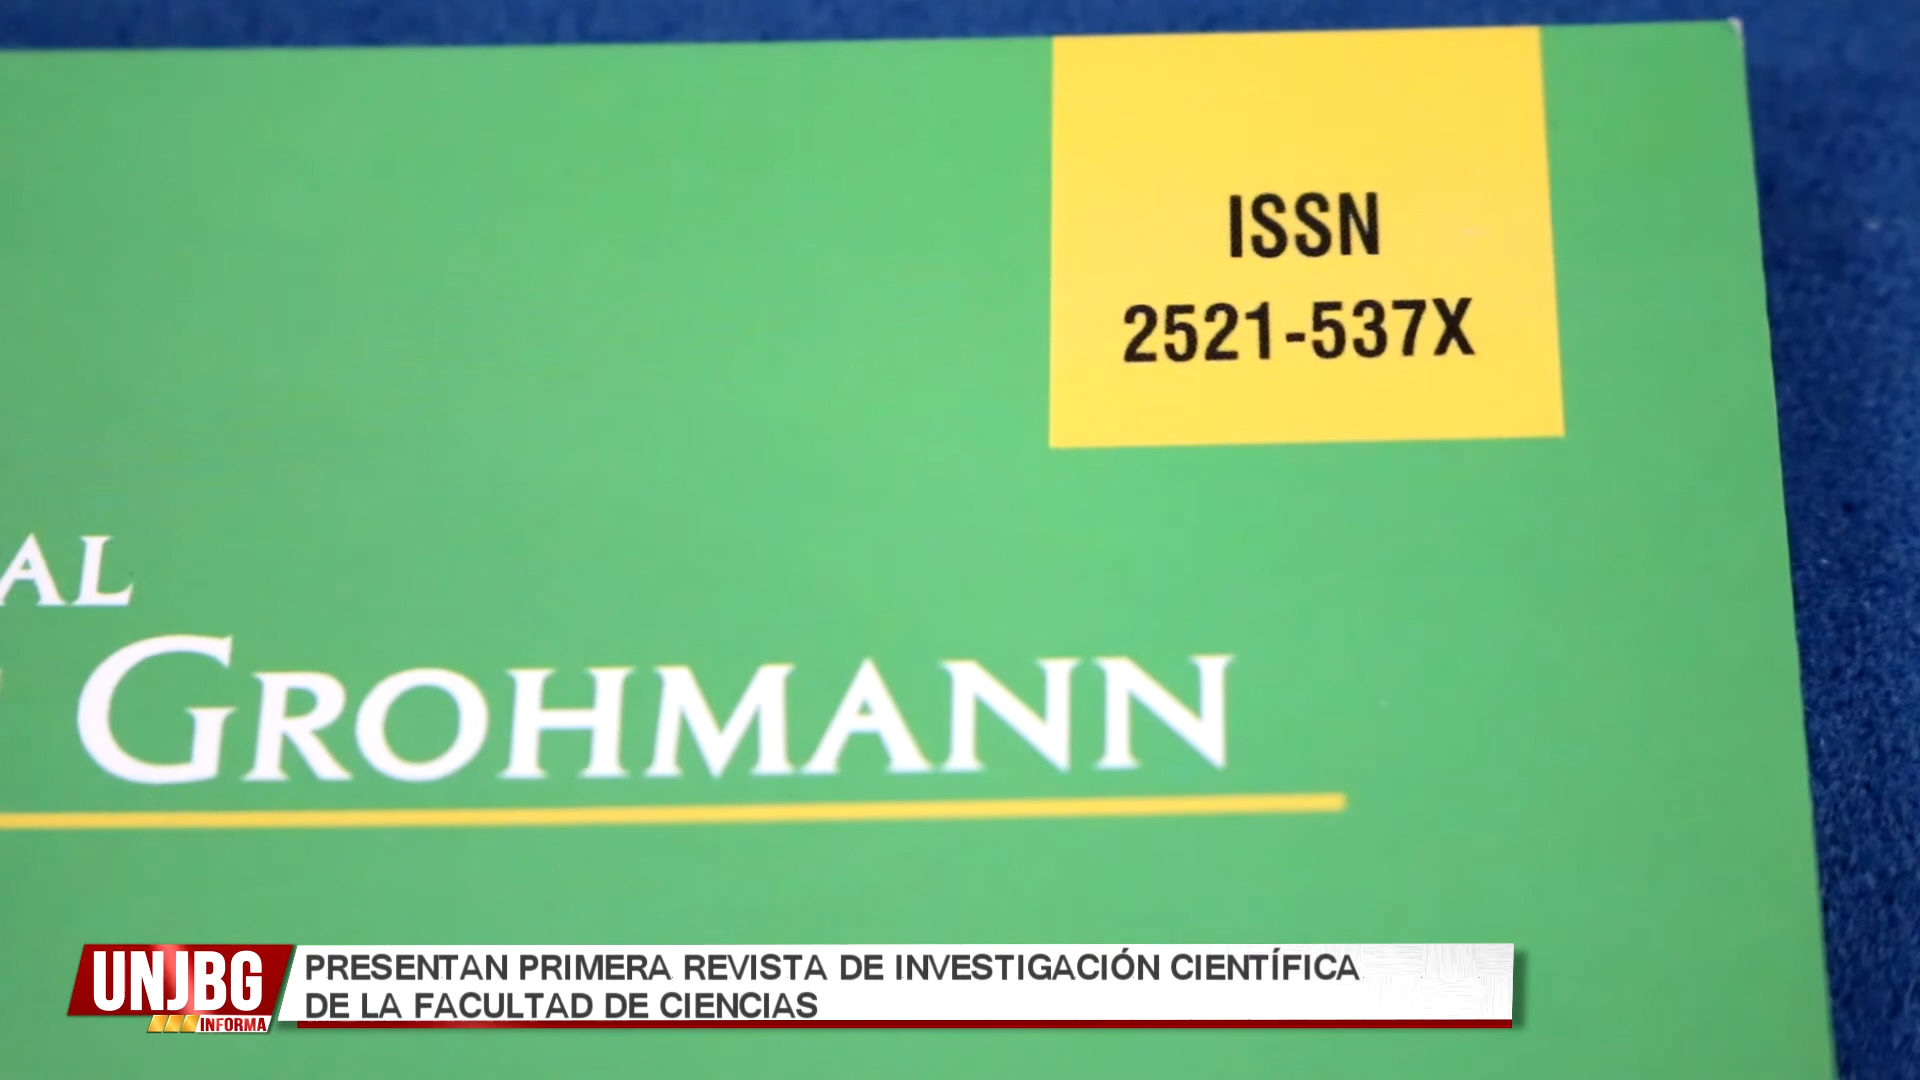 ISSN
2521-537X
AL
GROHMANN
UNJBG
INFORMA
PRESENTAN PRIMERA REVISTA DE INVESTIGACIÓN CIENTÍFICA
DE LA FACULTAD DE CIENCIAS